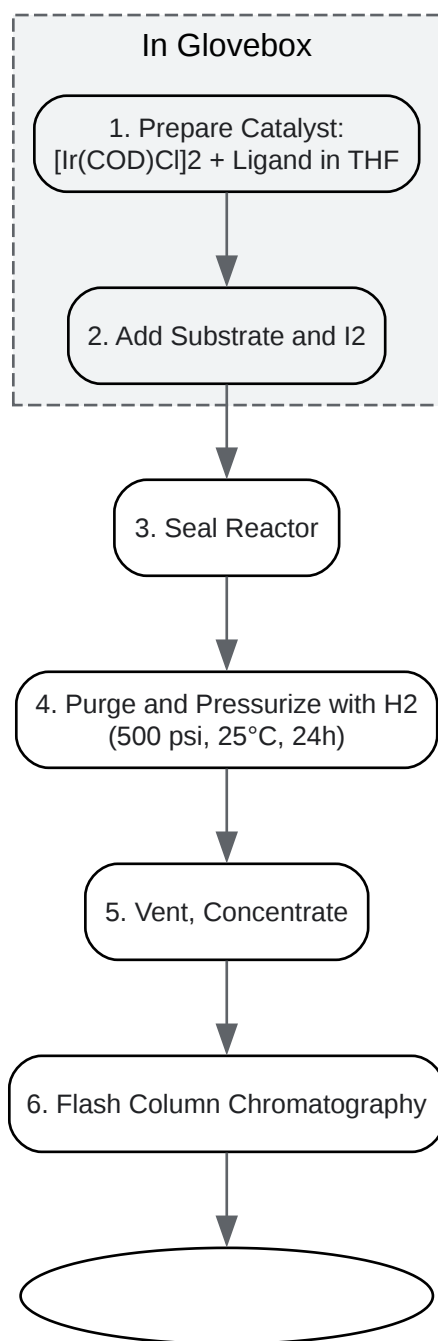 In Glovebox
1. Prepare Catalyst:
[Ir(COD)Cl]2 + Ligand in THF
2. Add Substrate and I2
3. Seal Reactor
4. Purge and Pressurize with H2
(500 psi, 25°C, 24h)
5. Vent, Concentrate
6. Flash Column Chromatography